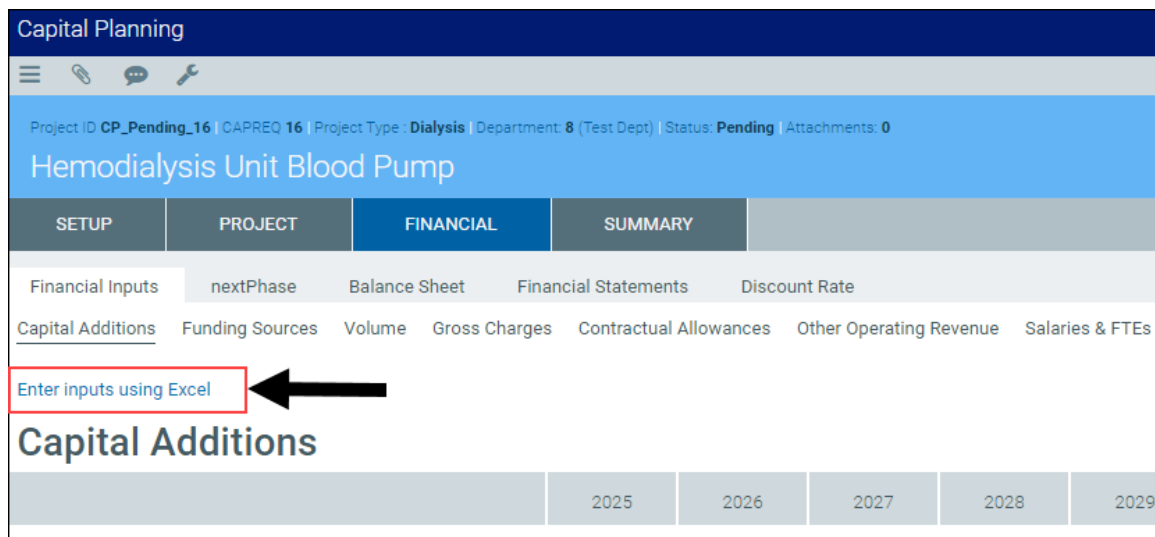 Capital Planning
Project ID CP_Pending_16 | CAPREQ 16 | Project Type : Dialysis | Department: 8 (Test Dept) | Status: Pending | Attachments: 0
Hemodialysis Unit Blood Pump
SETUP PROJECT FINANCIAL SUMMARY
Financial Inputs nextPhase Balance Sheet Financial Statements Discount Rate
Capital Additions Funding Sources Volume Gross Charges Contractual Allowances Other Operating Revenue Salaries & FTEs
Enter inputs using Excel
Capital Additions
2025 2026 2027 2028 2029